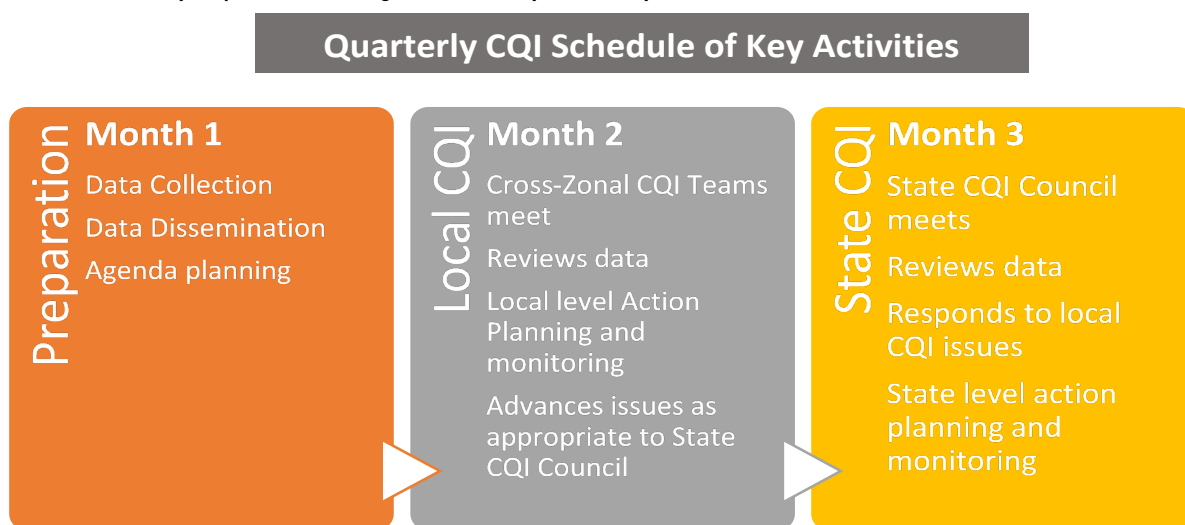 Quarterly CQI Schedule of Key Activities
Preparation
Month 1
Data Collection
Data Dissemination
Agenda planning
Local CQI
Month 2
Cross-Zonal CQI Teams
meet
Reviews data
Local level Action
Planning and
monitoring
Advances issues as
appropriate to State
CQI Council
State CQI
Month 3
State CQI Council
meets
Reviews data
Responds to local
CQI issues
State level action
planning and
monitoring